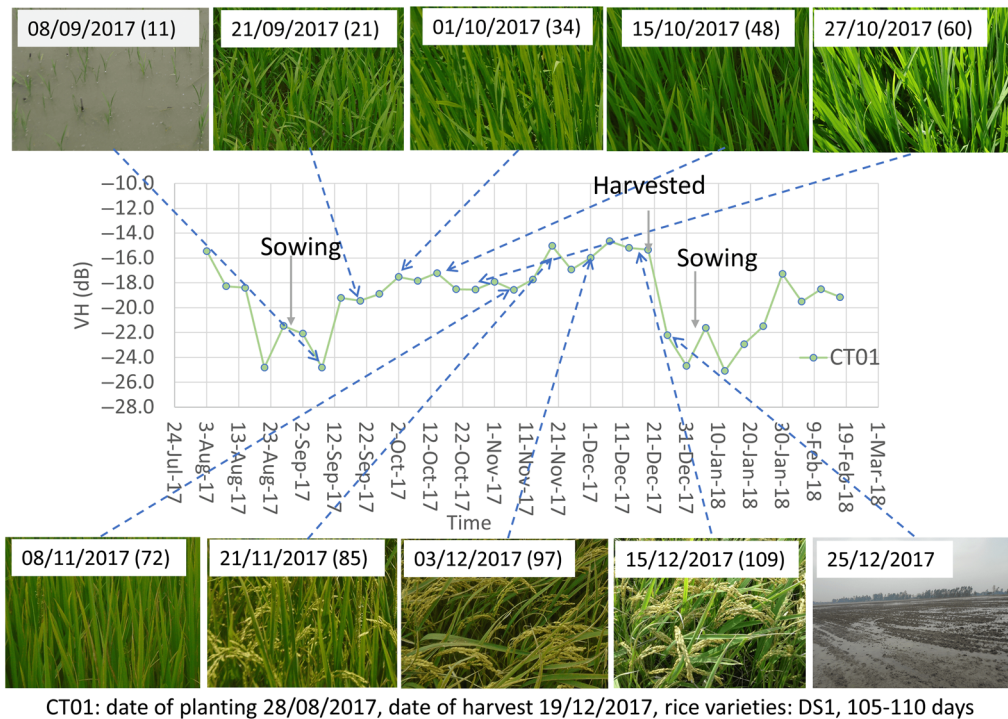 08/09/2017 (11)
21/09/2017 (21)
01/10/2017 (34)
15/10/2017 (48)
27/10/2017 (60)
Harvested
Sowing
Sowing
VH (dB)
−10.0
−12.0
−14.0
−16.0
−18.0
−20.0
−22.0
−24.0
−26.0
−28.0
CT01
24-Jul-17
3-Aug-17
13-Aug-17
23-Aug-17
2-Sep-17
12-Sep-17
22-Sep-17
2-Oct-17
12-Oct-17
22-Oct-17
1-Nov-17
11-Nov-17
21-Nov-17
1-Dec-17
11-Dec-17
21-Dec-17
31-Dec-17
10-Jan-18
20-Jan-18
30-Jan-18
9-Feb-18
19-Feb-18
1-Mar-18
Time
08/11/2017 (72)
21/11/2017 (85)
03/12/2017 (97)
15/12/2017 (109)
25/12/2017
CT01: date of planting 28/08/2017, date of harvest 19/12/2017, rice varieties: DS1, 105-110 days